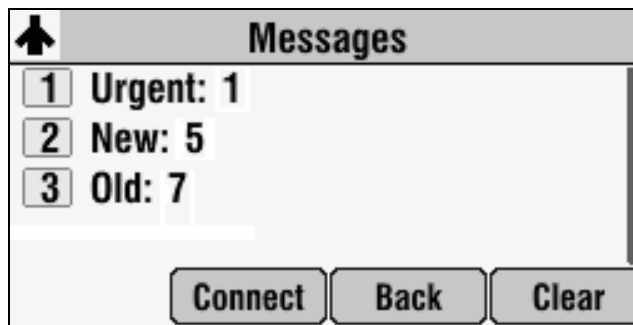 Messages
1 Urgent: 1
2 New: 5
3 Old: 7
Connect Back Clear